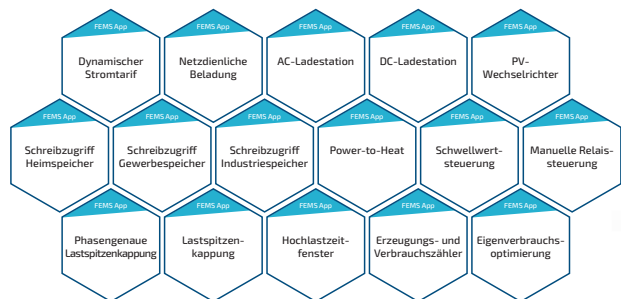 FEMS App
Dynamischer
Stromtarif
FEMS App
Netzdienliche
Beladung
FEMS App
AC-Ladestation
FEMS App
DC-Ladestation
FEMS App
PV-
Wechselrichter
FEMS App
Schreibzugriff
Heimspeicher
FEMS App
Schreibzugriff
Gewerbespeicher
FEMS App
Schreibzugriff
Industriespeicher
FEMS App
Power-to-Heat
FEMS App
Schwellwert-
steuerung
FEMS App
Manuelle Relais-
steuerung
FEMS App
Phasengenaue
Lastspitzenkappung
FEMS App
Lastspitzen-
kappung
FEMS App
Hochlastzeit-
fenster
FEMS App
Erzeugungs- und
Verbrauchszähler
FEMS App
Eigenverbrauchs-
optimierung